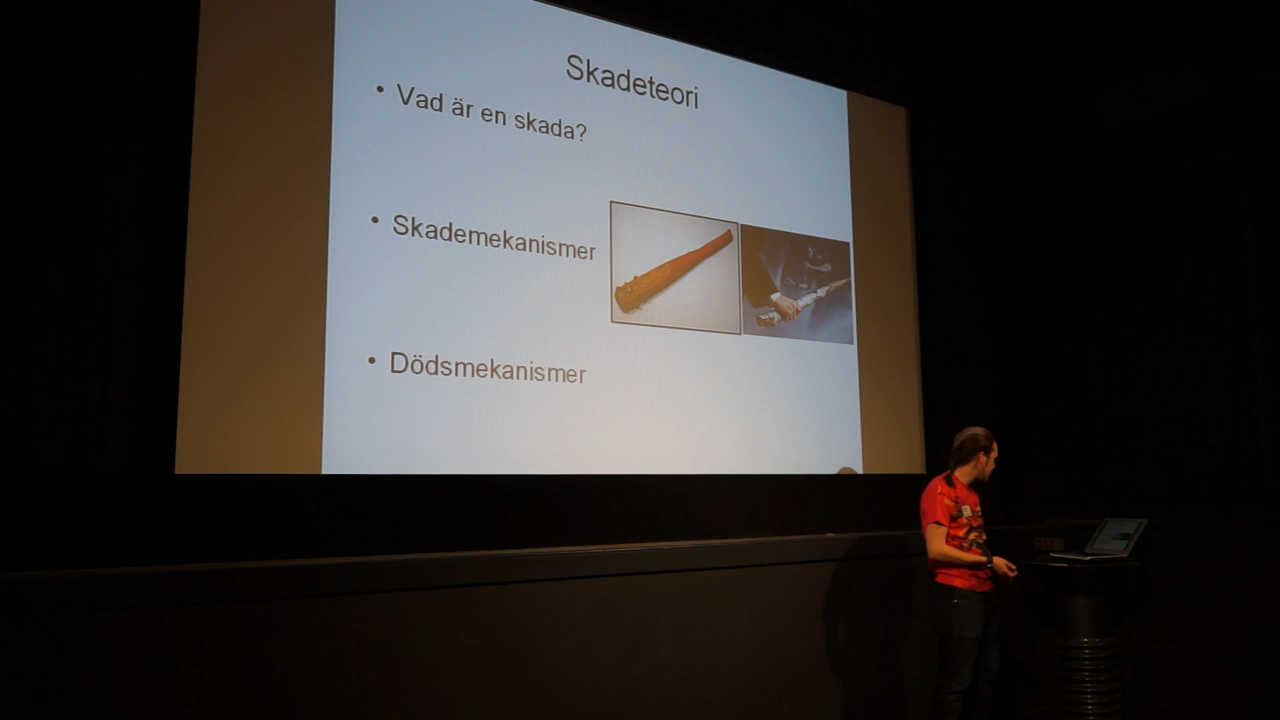 Skadeteori
• Vad är en skada?
• Skademekanismer
• Dödsmekanismer